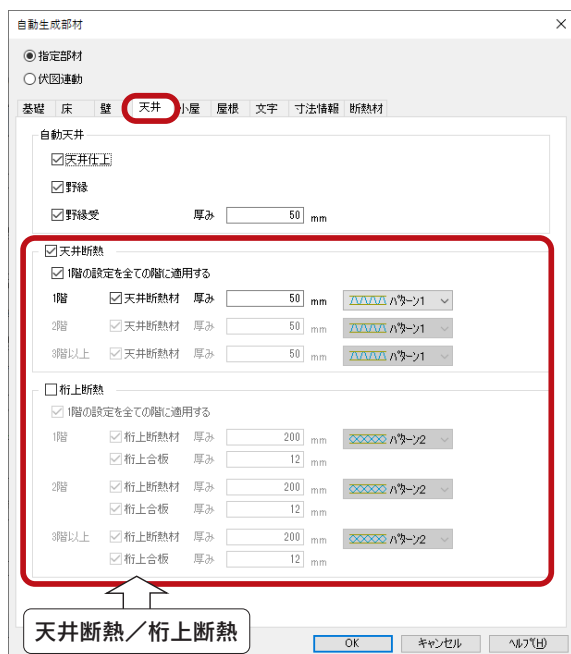 自動生成部材
指定部材
伏図連動
基礎 床 壁 天井 小屋 屋根 文字 寸法情報 断熱材
自動天井
天井仕上
野縁
野縁受 厚み 50 mm
天井断熱
1階の設定を全ての階に適用する
1階 天井断熱材 厚み 50 mm パターン1
2階 天井断熱材 厚み 50 mm パターン1
3階以上 天井断熱材 厚み 50 mm パターン1
桁上断熱
1階の設定を全ての階に適用する
1階 桁上断熱材 厚み 200 mm パターン2
桁上合板 厚み 12 mm
2階 桁上断熱材 厚み 200 mm パターン2
桁上合板 厚み 12 mm
3階以上 桁上断熱材 厚み 200 mm パターン2
桁上合板 厚み 12 mm
天井断熱/桁上断熱
OK キャンセル ヘルプ(H)